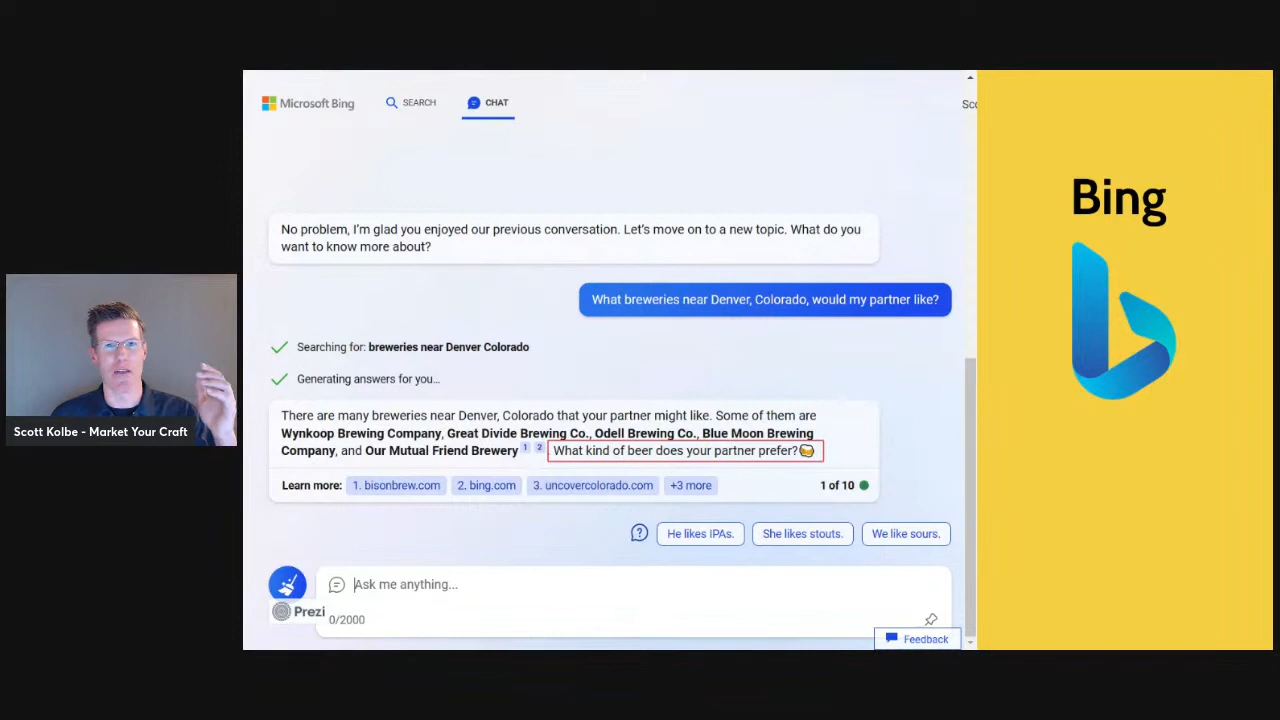 Microsoft Bing
SEARCH
CHAT
Sco
No problem, I'm glad you enjoyed our previous conversation. Let's move on to a new topic. What do you
want to know more about?
What breweries near Denver, Colorado, would my partner like?
Searching for: breweries near Denver Colorado
Generating answers for you...
There are many breweries near Denver, Colorado that your partner might like. Some of them are
Wynkoop Brewing Company, Great Divide Brewing Co., Odell Brewing Co., Blue Moon Brewing
Company, and Our Mutual Friend Brewery 1 2 What kind of beer does your partner prefer?🍺
Learn more: 1. bisonbrew.com 2. bing.com 3. uncovercolorado.com +3 more 1 of 10
He likes IPAs. She likes stouts. We like sours.
Ask me anything...
Prezi
0/2000
Feedback
Bing
Scott Kolbe - Market Your Craft